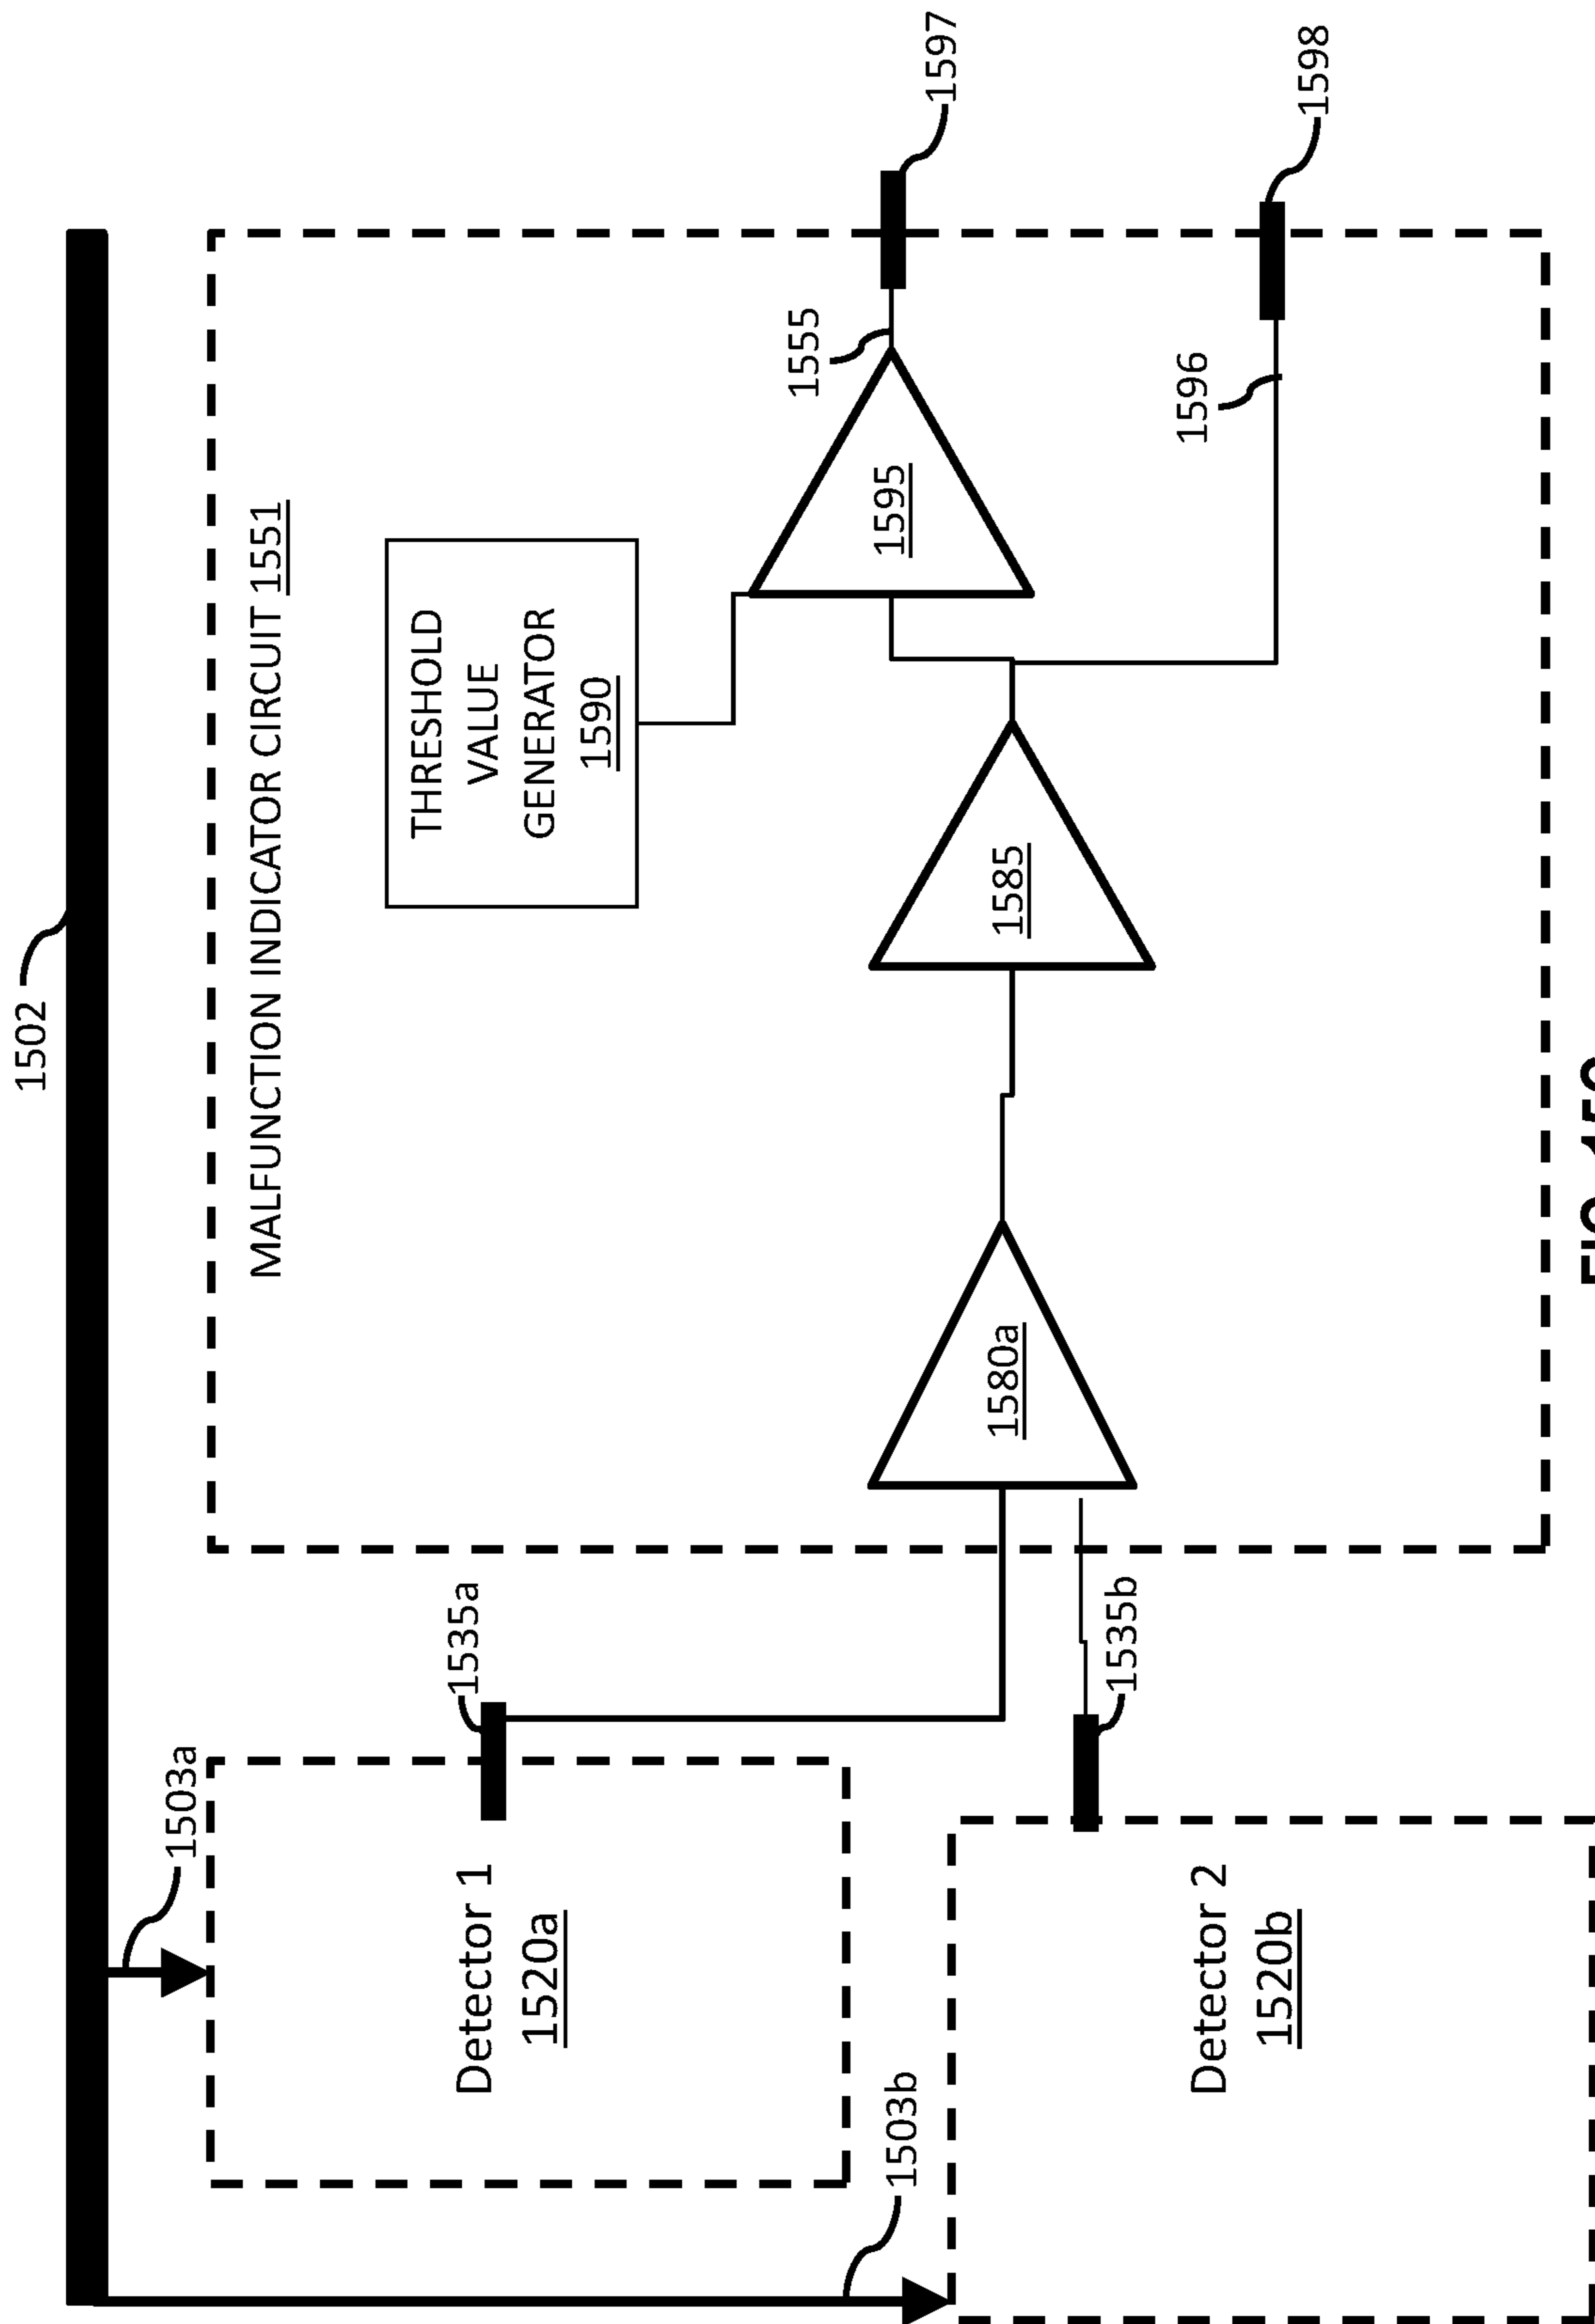 1502
1503a
MALFUNCTION INDICATOR CIRCUIT 1551
Detector 1
1520a
1535a
THRESHOLD
VALUE
GENERATOR
1590
1555
1503b
1595
1597
1580a
1585
1535b
1596
Detector 2
1520b
1598
FIG.